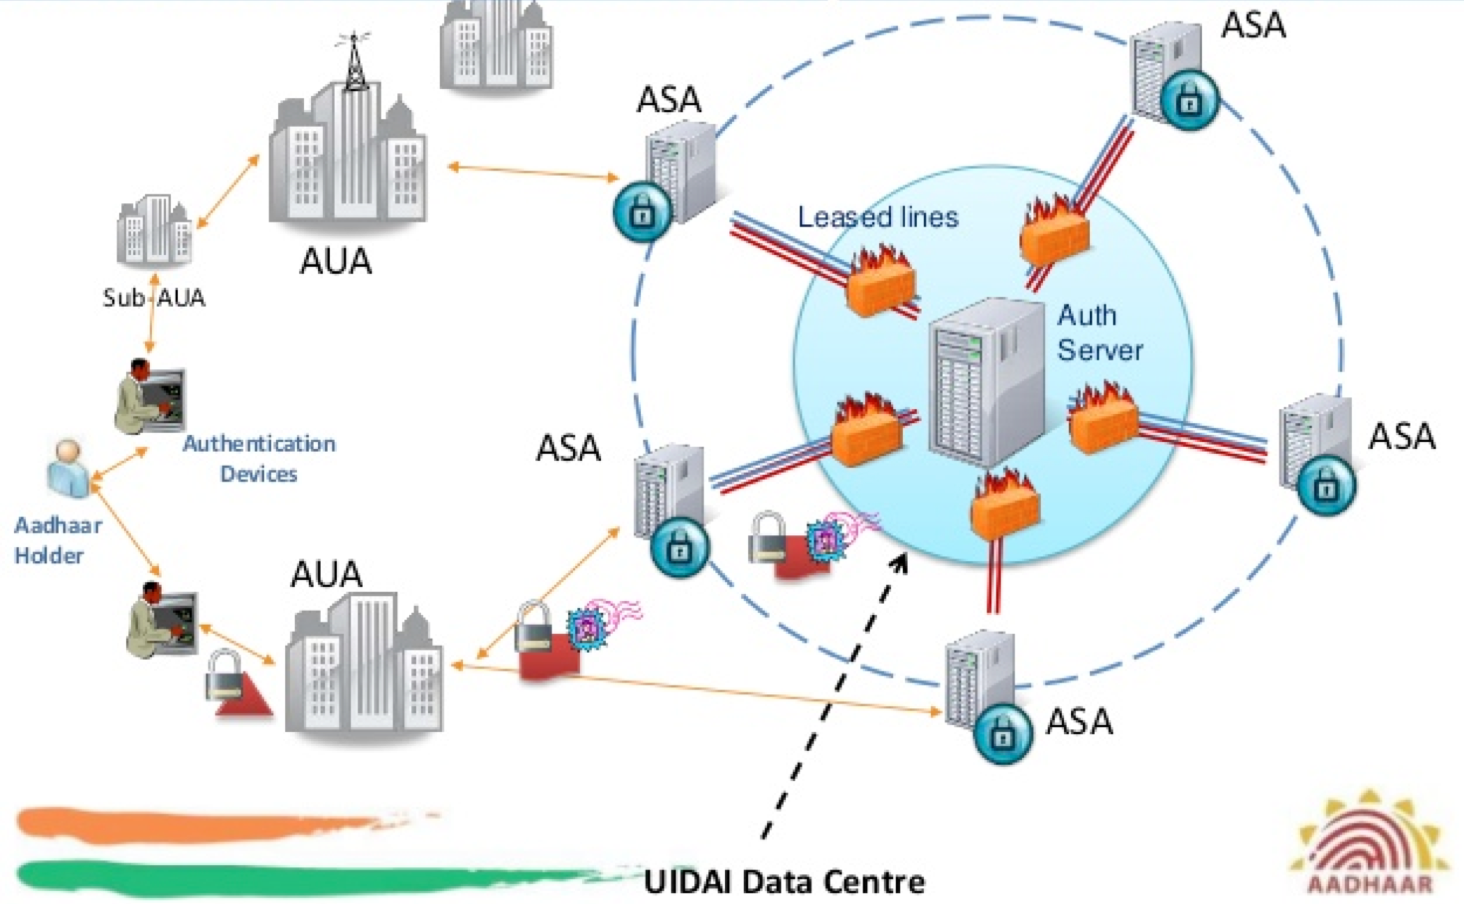 ASA
ASA
Leased lines
AUA
Sub-AUA
Auth
Server
ASA
ASA
Authentication
Devices
Aadhaar
Holder
AUA
ASA
UIDAI Data Centre
AADHAAR